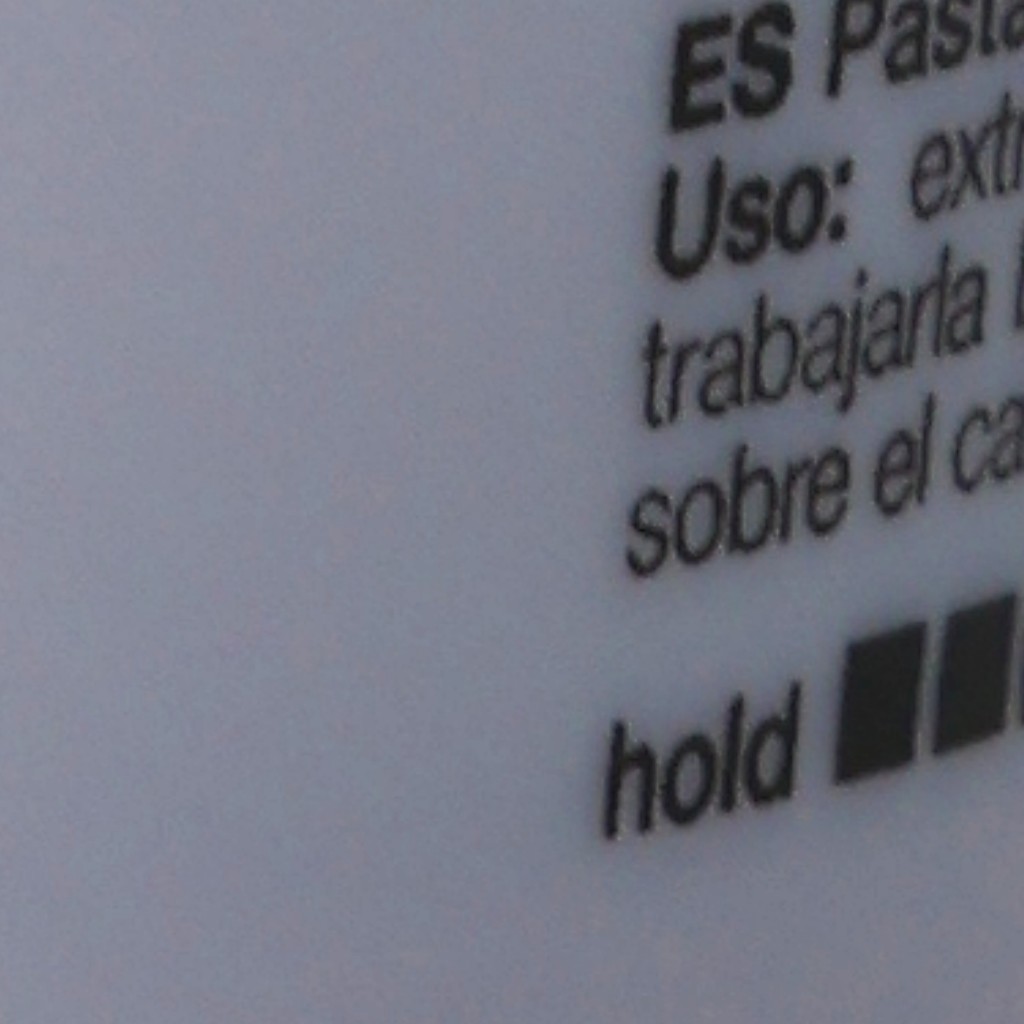 ES Pasta
Uso: extr
trabajarla
sobre el ca
hold